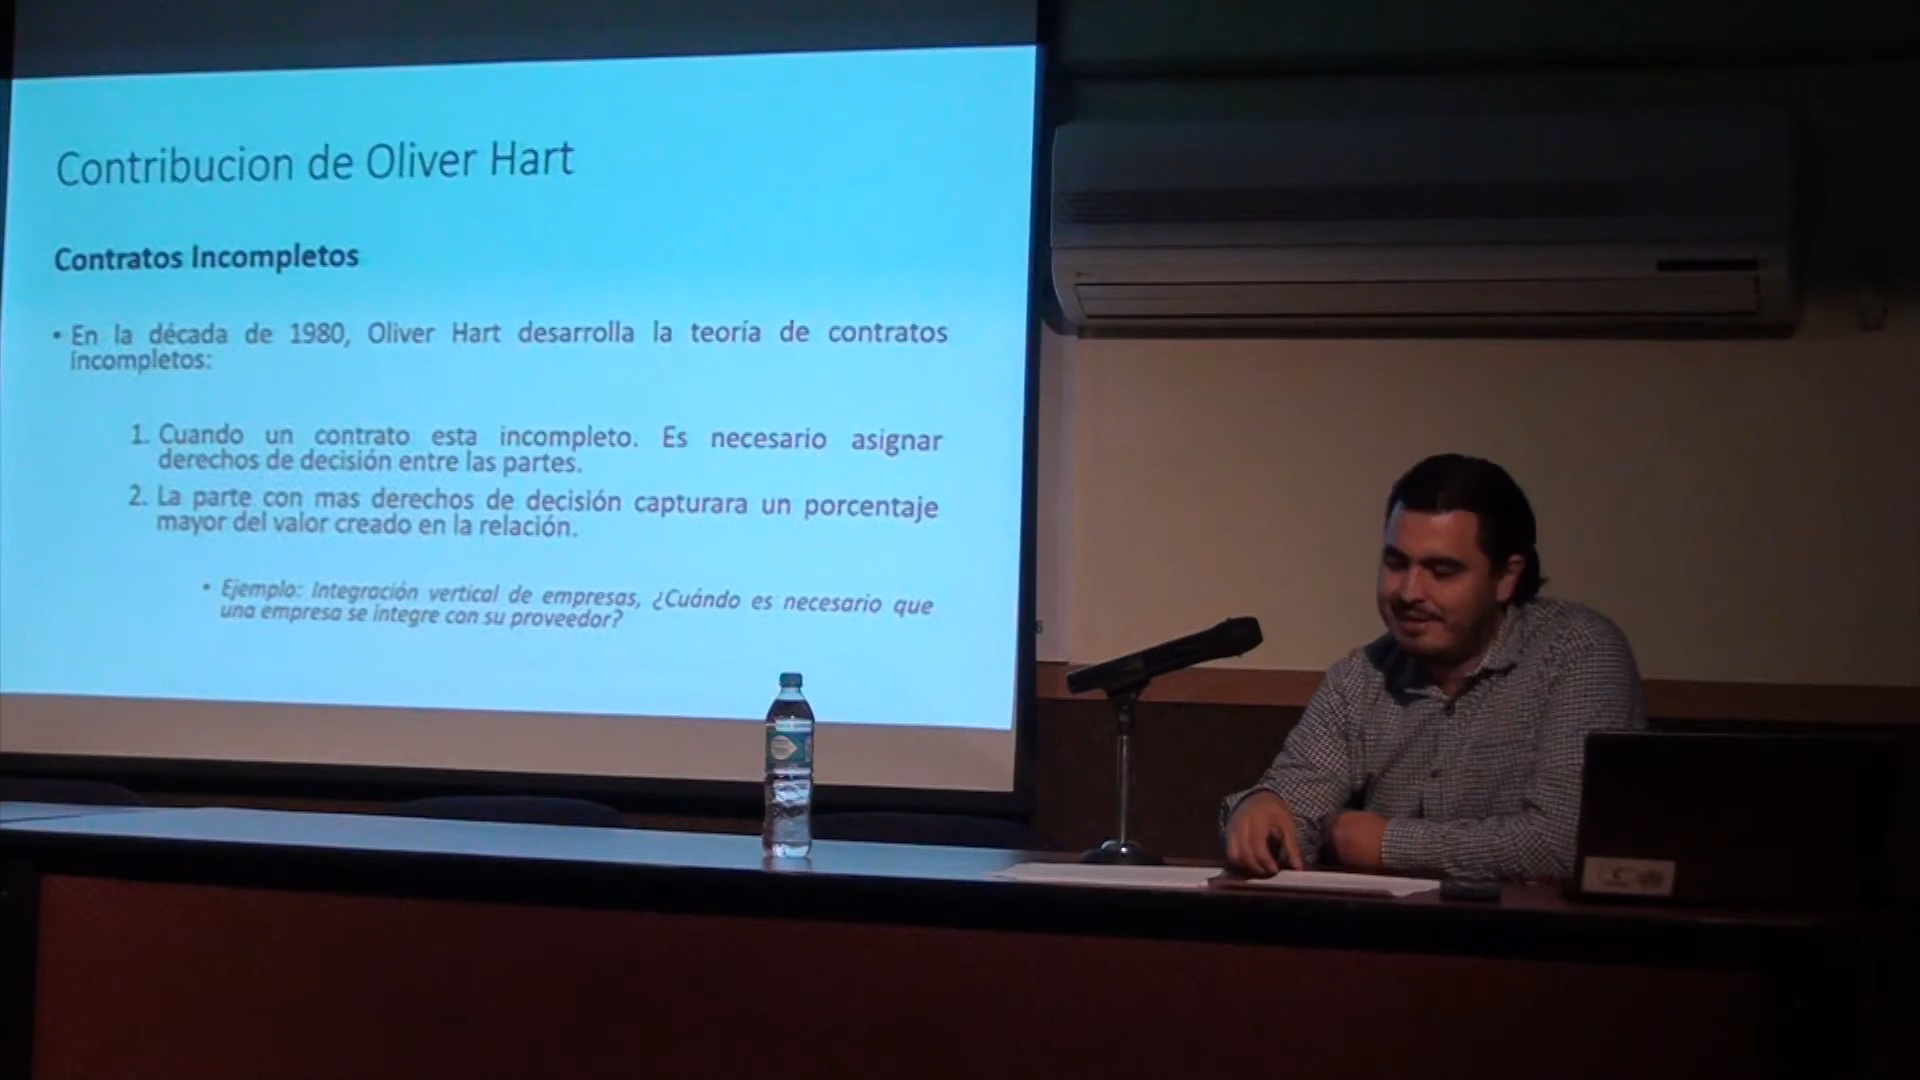 Contribucion de Oliver Hart
Contratos Incompletos
• En la década de 1980, Oliver Hart desarrolla la teoría de contratos
incompletos:
1. Cuando un contrato esta incompleto. Es necesario asignar
derechos de decisión entre las partes.
2. La parte con mas derechos de decisión capturara un porcentaje
mayor del valor creado en la relación.
• Ejemplo: Integración vertical de empresas, ¿Cuándo es necesario que
una empresa se integre con su proveedor?
6